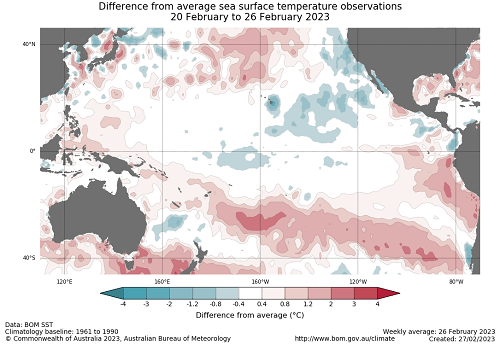 Difference from average sea surface temperature observations
20 February to 26 February 2023
40°N
0°
40°S
120°E 160°E 160°W 120°W 80°W
-4 -3 -2 -1.2 -0.8 -0.4 0.4 0.8 1.2 2 3 4
Difference from average (°C)
Data: BOM SST
Climatology baseline: 1961 to 1990
© Commonwealth of Australia 2023, Australian Bureau of Meteorology
http://www.bom.gov.au/climate
Weekly average: 26 February 2023
Created: 27/02/2023